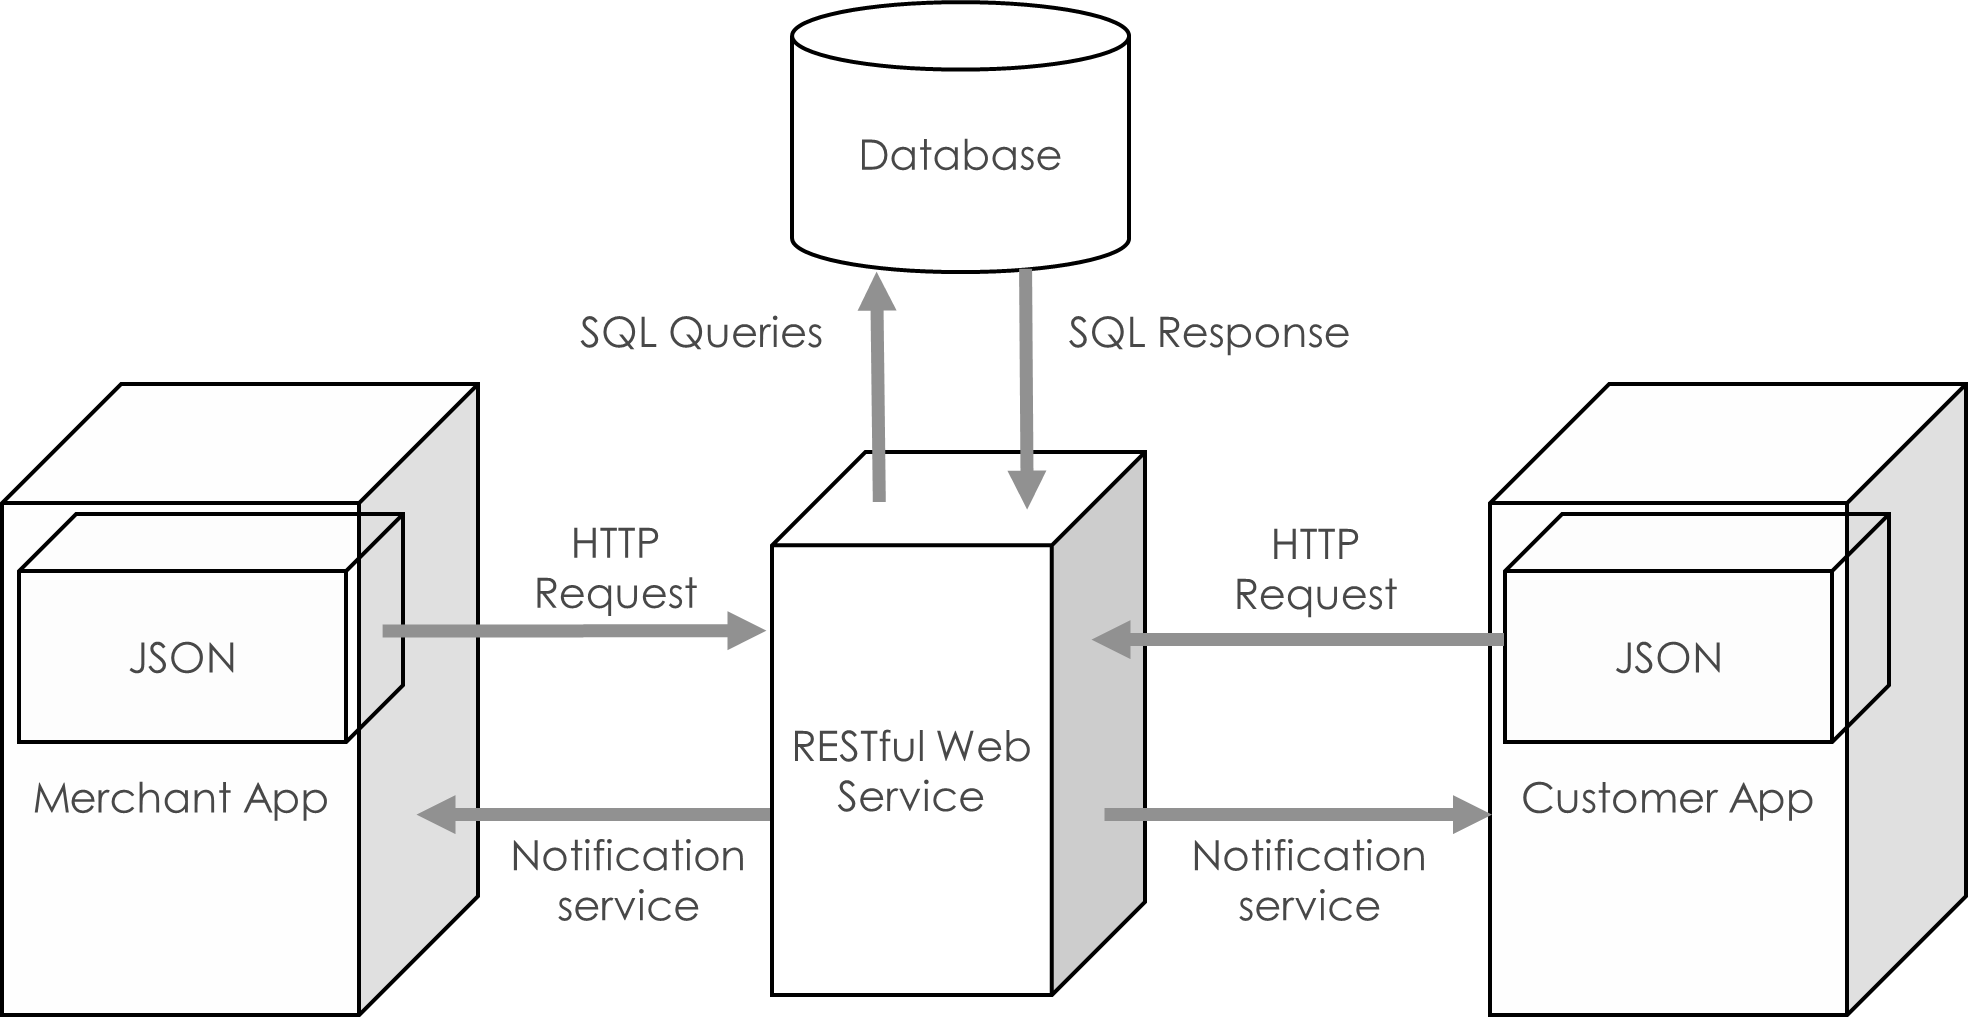 Database
SQL Queries
SQL Response
HTTP
Request
HTTP
Request
JSON
JSON
RESTful Web
Service
Merchant App
Customer App
Notification
service
Notification
service